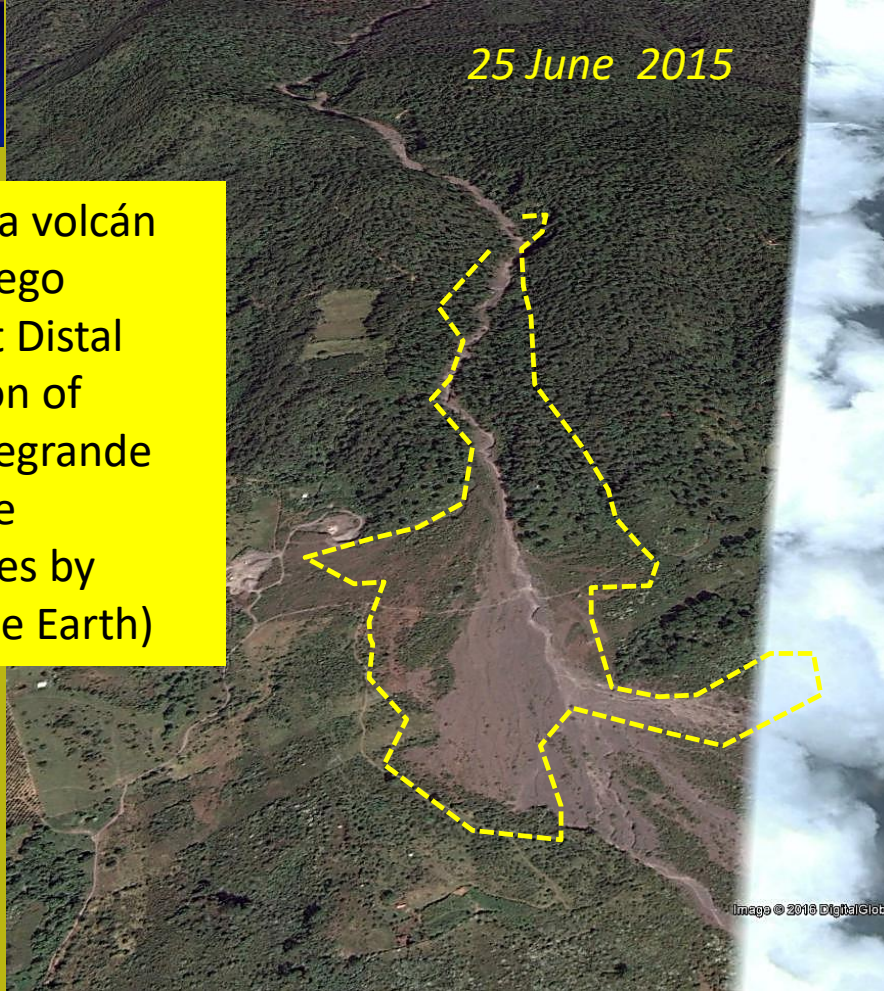 25 June 2015
a volcán
ego
Distal
on of
egrande
e
es by
e Earth)
Image © 2016 DigitalGlob